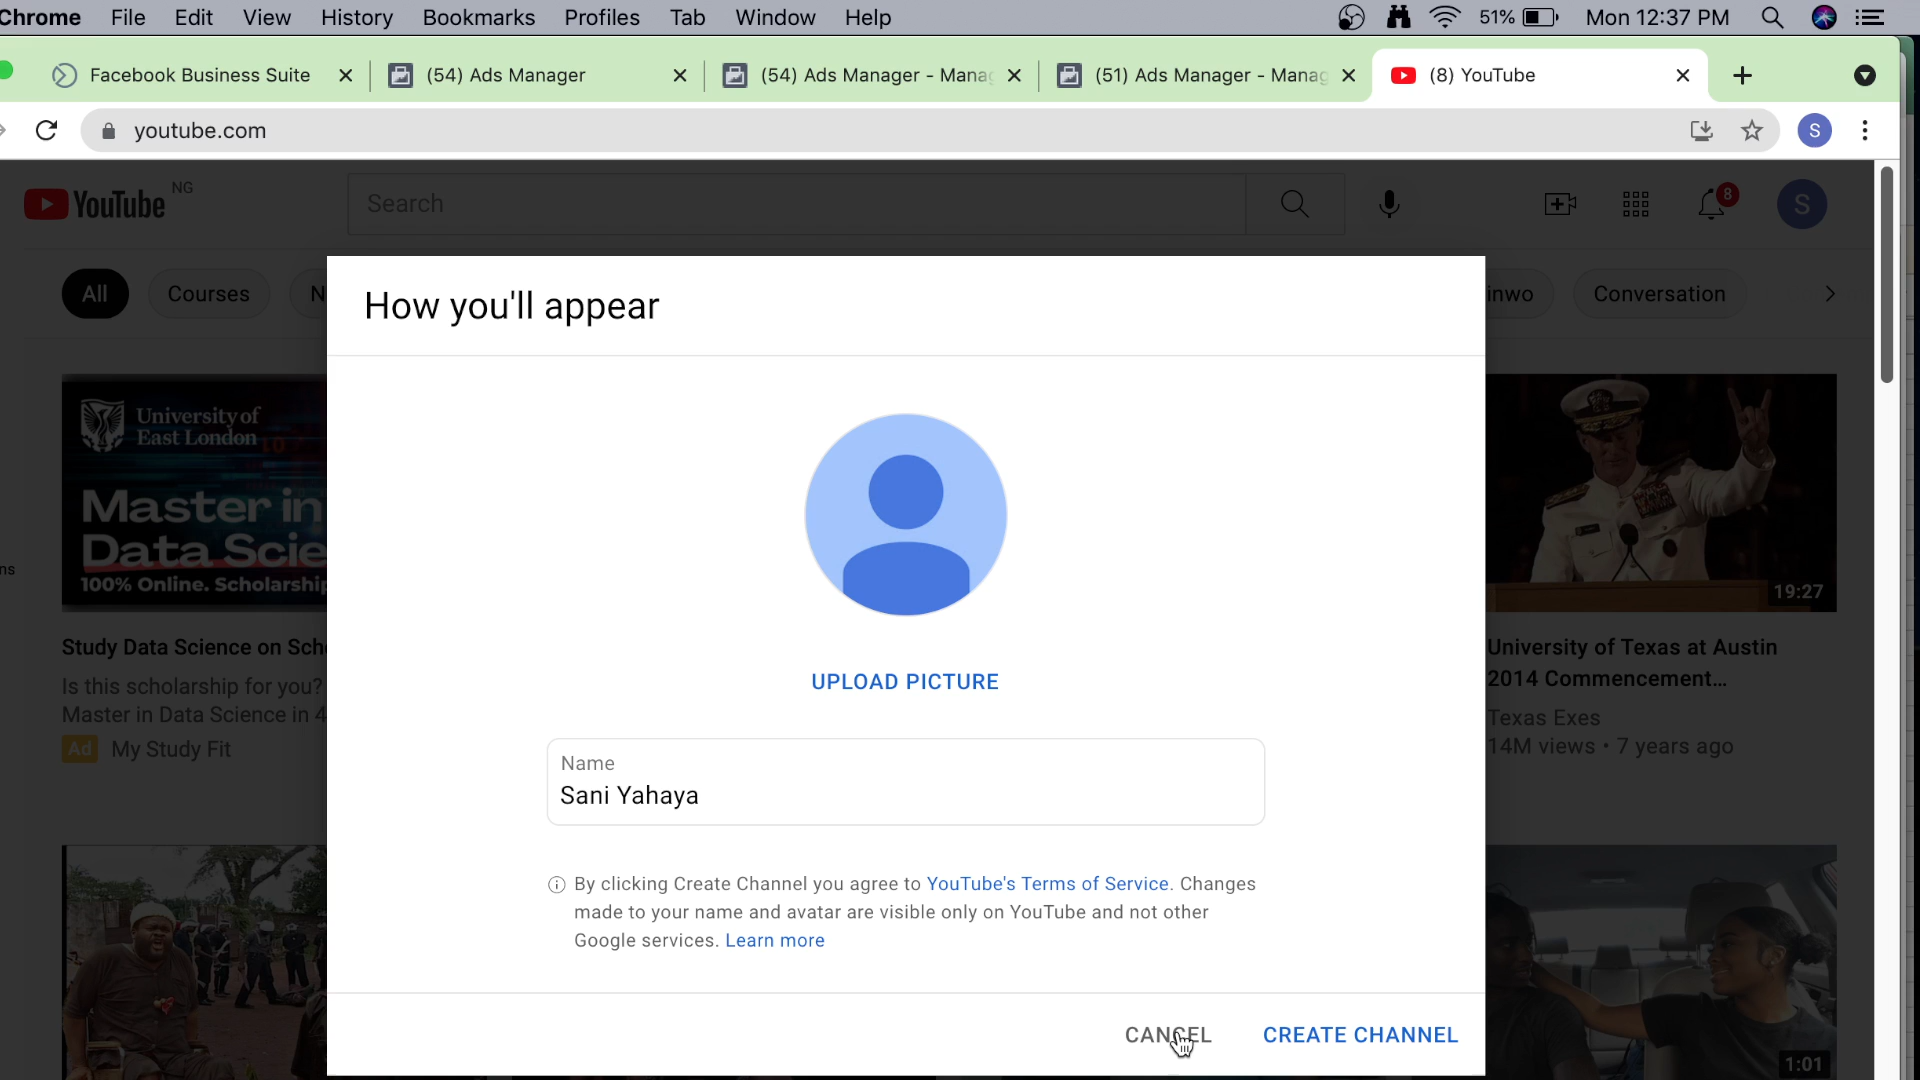 Chrome File Edit View History Bookmarks Profiles Tab Window Help 51% Mon 12:37 PM
Facebook Business Suite (54) Ads Manager (54) Ads Manager - Manag (51) Ads Manager - Manag (8) YouTube
youtube.com S
YouTube NG Search 8 S
All Courses N inwo Conversation
How you'll appear
University of
East London
Master in
Data Scie
100% Online. Scholarship
19:27
ns
Study Data Science on Sch
Is this scholarship for you?
Master in Data Science in 4
Ad My Study Fit
UPLOAD PICTURE
University of Texas at Austin
2014 Commencement...
Texas Exes
14M views • 7 years ago
Name
Sani Yahaya
By clicking Create Channel you agree to YouTube's Terms of Service. Changes
made to your name and avatar are visible only on YouTube and not other
Google services. Learn more
CANCEL CREATE CHANNEL
1:01